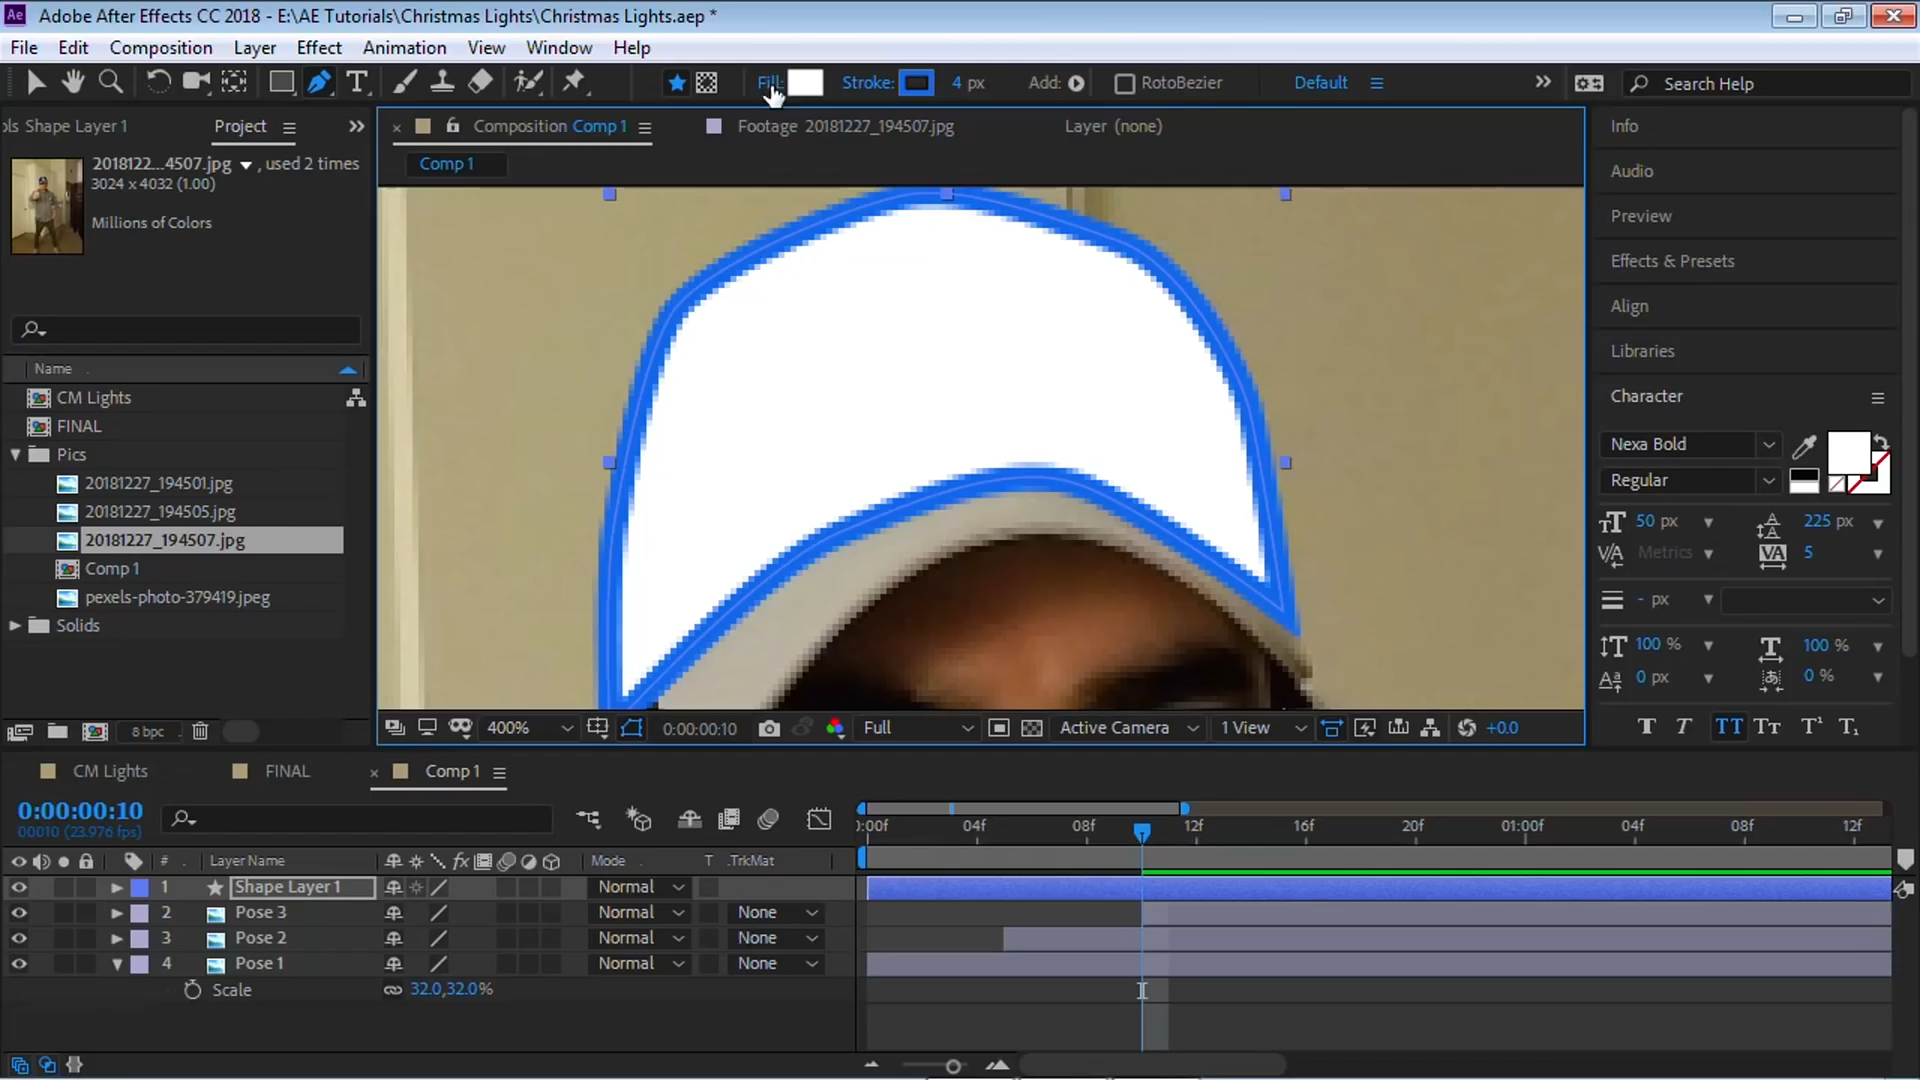 Adobe After Effects CC 2018 - E:\AE Tutorials\Christmas Lights\Christmas Lights.aep *
File Edit Composition Layer Effect Animation View Window Help
Fill: Stroke: 4 px Add: RotoBezier Default Search Help
ols Shape Layer 1 Project
Composition Comp 1 Footage 20181227_194507.jpg Layer (none)
Comp 1
2018122...4507.jpg , used 2 times
3024 x 4032 (1.00)
Millions of Colors
Name
CM Lights
FINAL
Pics
20181227_194501.jpg
20181227_194505.jpg
20181227_194507.jpg
Comp 1
pexels-photo-379419.jpeg
Solids
8 bpc
400% 0:00:00:10 Full Active Camera 1 View +0.0
Info
Audio
Preview
Effects & Presets
Align
Libraries
Character
Nexa Bold
Regular
50 px 225 px
Metrics 5
- px
100 % 100 %
0 px 0 %
T T TT Tt T¹ T₁
CM Lights FINAL Comp 1
0:00:00:10
00010 (23.976 fps)
:00f 04f 08f 12f 16f 20f 01:00f 04f 08f 12f
# Layer Name Mode T .TrkMat
1 Shape Layer 1 Normal
2 Pose 3 Normal None
3 Pose 2 Normal None
4 Pose 1 Normal None
Scale 32.0,32.0%